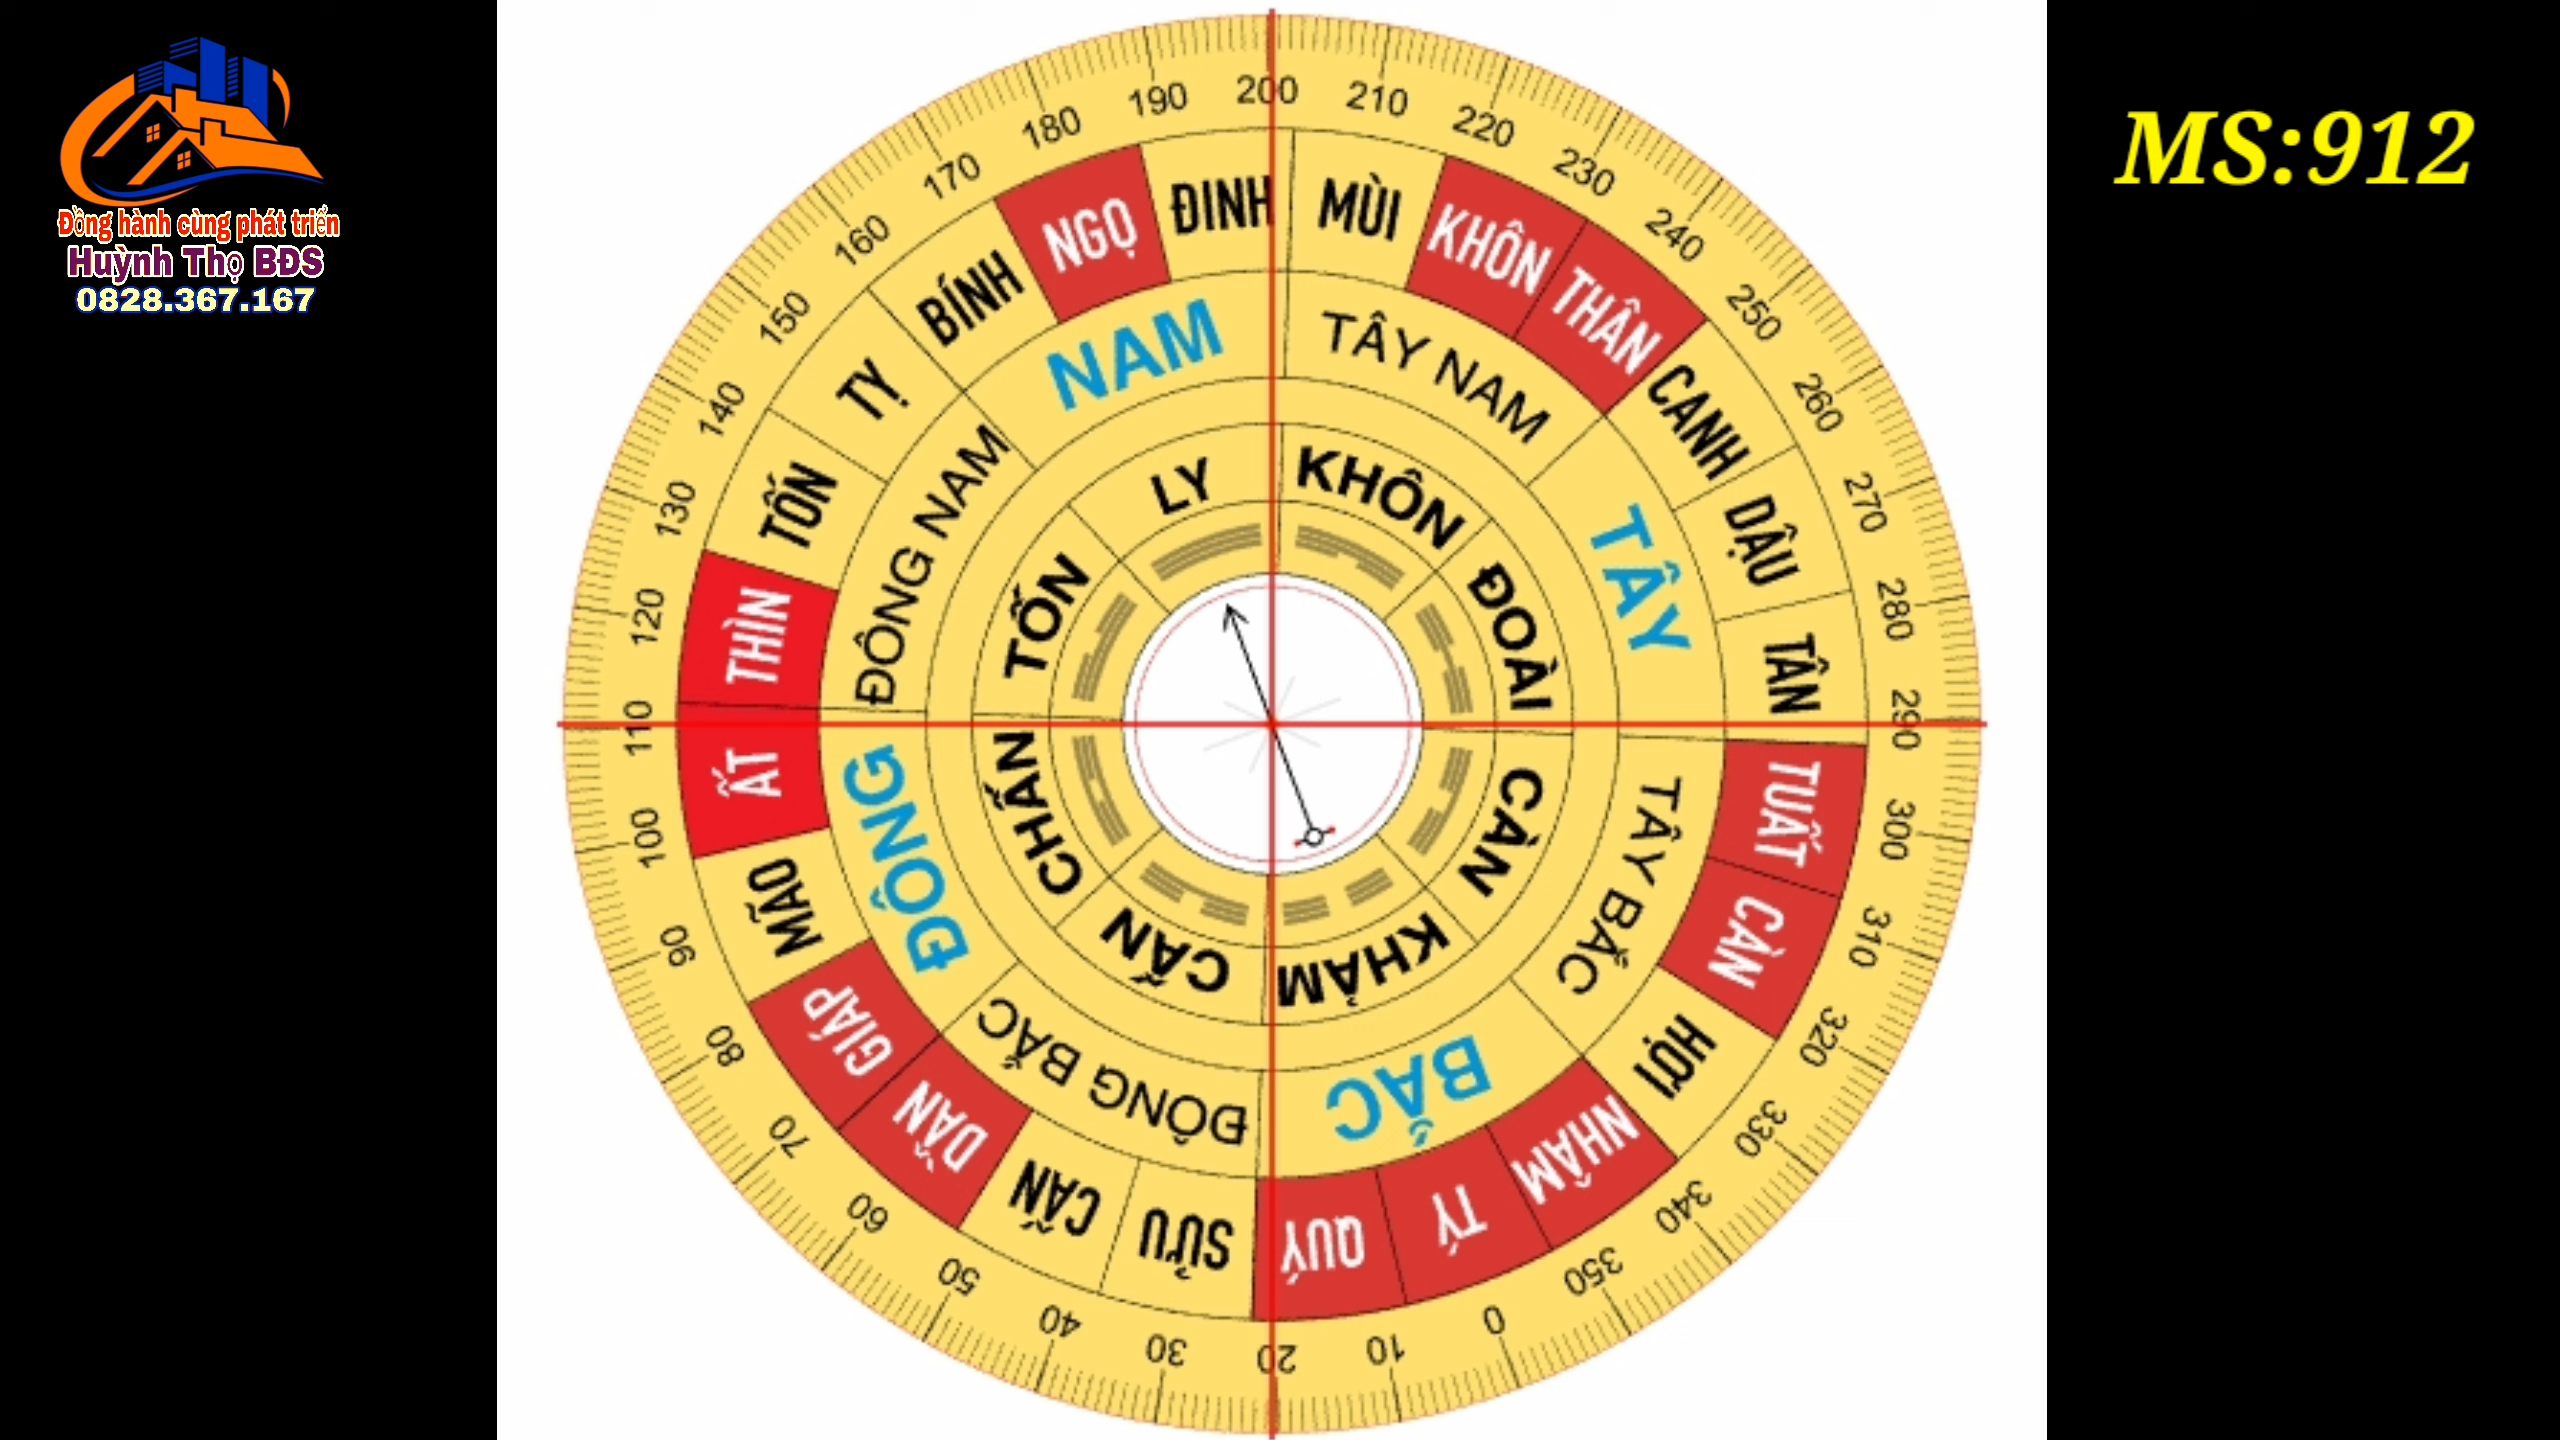 Đồng hành cùng phát triển
Huỳnh Thọ BĐS
0828.367.167
MS:912
200
210
220
230
240
250
260
270
280
290
300
310
320
330
340
350
0
10
20
30
40
50
60
70
80
90
100
110
120
130
140
150
160
170
180
190
ĐINH
MÙI
KHÔN
THÂN
CANH
DẬU
TÂN
TUẤT
CÀN
HỢI
NHÂM
TÝ
QUÝ
SỬU
CẤN
DẦN
GIÁP
MÃO
ẤT
THÌN
TỐN
TỴ
BÍNH
NGỌ
NAM
TÂY NAM
TÂY
TÂY BẮC
BẮC
ĐÔNG BẮC
ĐÔNG
ĐÔNG NAM
LY
KHÔN
ĐOÀI
CÀN
KHẢM
CẤN
CHẤN
TỐN